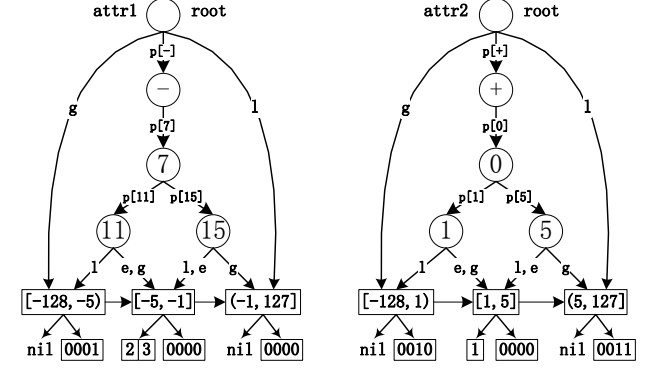 attr1 root attr2 root
p[-] p[+]
- +
g p[7] l g p[0] l
7 0
p[11] p[15] p[1] p[5]
11 15 1 5
l e,g l,e g l e,g l,e g
[-128,-5) [-5,-1] (-1,127] [-128,1) [1,5] (5,127]
nil 0001 2 3 0000 nil 0000 nil 0010 1 0000 nil 0011